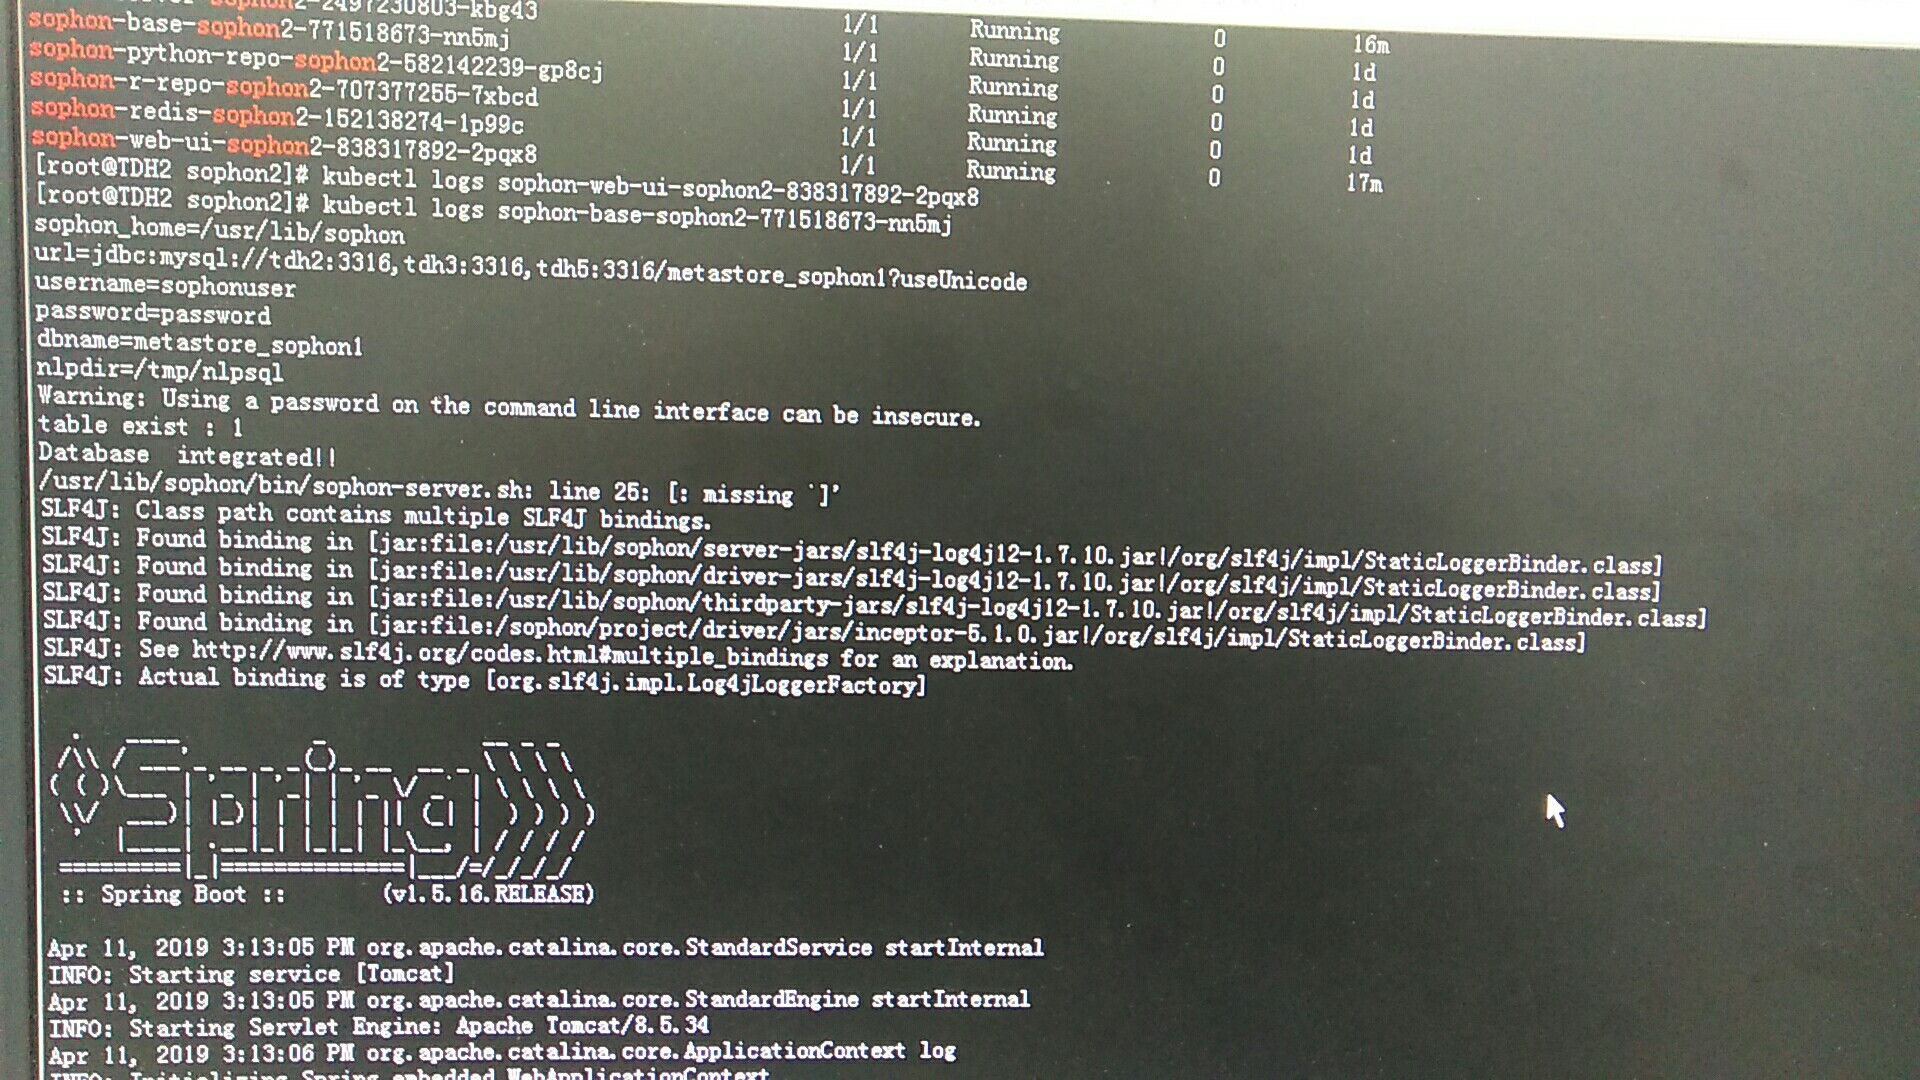 sophon2-2497230803-kbg43
sophon-base-sophon2-771518673-nn5mj 1/1 Running 0 16m
sophon-python-repo-sophon2-582142239-gp8cj 1/1 Running 0 1d
sophon-r-repo-sophon2-707377255-7xbcd 1/1 Running 0 1d
sophon-redis-sophon2-152138274-1p99c 1/1 Running 0 1d
sophon-web-ui-sophon2-838317892-2pqx8 1/1 Running 0 1d
1/1 Running 0 17m
[root@TDH2 sophon2]# kubectl logs sophon-web-ui-sophon2-838317892-2pqx8
[root@TDH2 sophon2]# kubectl logs sophon-base-sophon2-771518673-nn5mj
sophon_home=/usr/lib/sophon
url=jdbc:mysql://tdh2:3316,tdh3:3316,tdh5:3316/metastore_sophon1?useUnicode
username=sophonuser
password=password
dbname=metastore_sophon1
nlpdir=/tmp/nlpsql
Warning: Using a password on the command line interface can be insecure.
table exist : 1
Database  integrated!!
/usr/lib/sophon/bin/sophon-server.sh: line 25: [: missing `]'
SLF4J: Class path contains multiple SLF4J bindings.
SLF4J: Found binding in [jar:file:/usr/lib/sophon/server-jars/slf4j-log4j12-1.7.10.jar!/org/slf4j/impl/StaticLoggerBinder.class]
SLF4J: Found binding in [jar:file:/usr/lib/sophon/driver-jars/slf4j-log4j12-1.7.10.jar!/org/slf4j/impl/StaticLoggerBinder.class]
SLF4J: Found binding in [jar:file:/usr/lib/sophon/thirdparty-jars/slf4j-log4j12-1.7.10.jar!/org/slf4j/impl/StaticLoggerBinder.class]
SLF4J: Found binding in [jar:file:/sophon/project/driver/jars/inceptor-5.1.0.jar!/org/slf4j/impl/StaticLoggerBinder.class]
SLF4J: See http://www.slf4j.org/codes.html#multiple_bindings for an explanation.
SLF4J: Actual binding is of type [org.slf4j.impl.Log4jLoggerFactory]
Spring
:: Spring Boot :: (v1.5.16.RELEASE)
Apr 11, 2019 3:13:05 PM org.apache.catalina.core.StandardService startInternal
INFO: Starting service [Tomcat]
Apr 11, 2019 3:13:05 PM org.apache.catalina.core.StandardEngine startInternal
INFO: Starting Servlet Engine: Apache Tomcat/8.5.34
Apr 11, 2019 3:13:06 PM org.apache.catalina.core.ApplicationContext log
INFO: Initializing Spring embedded WebApplicationContext